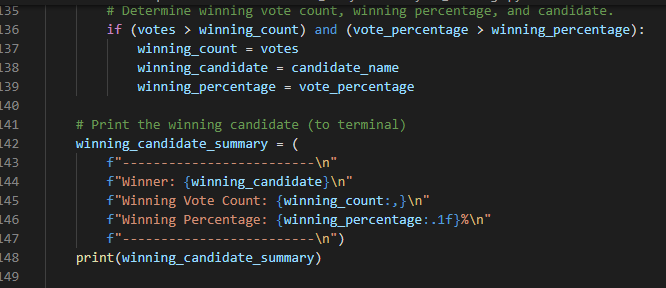 135 # Determine winning vote count, winning percentage, and candidate.
136 if (votes > winning_count) and (vote_percentage > winning_percentage):
137 winning_count = votes
138 winning_candidate = candidate_name
139 winning_percentage = vote_percentage
140
141 # Print the winning candidate (to terminal)
142 winning_candidate_summary = (
143 f"-------------------------\n"
144 f"Winner: {winning_candidate}\n"
145 f"Winning Vote Count: {winning_count:,}\n"
146 f"Winning Percentage: {winning_percentage:.1f}%\n"
147 f"-------------------------\n")
148 print(winning_candidate_summary)
149